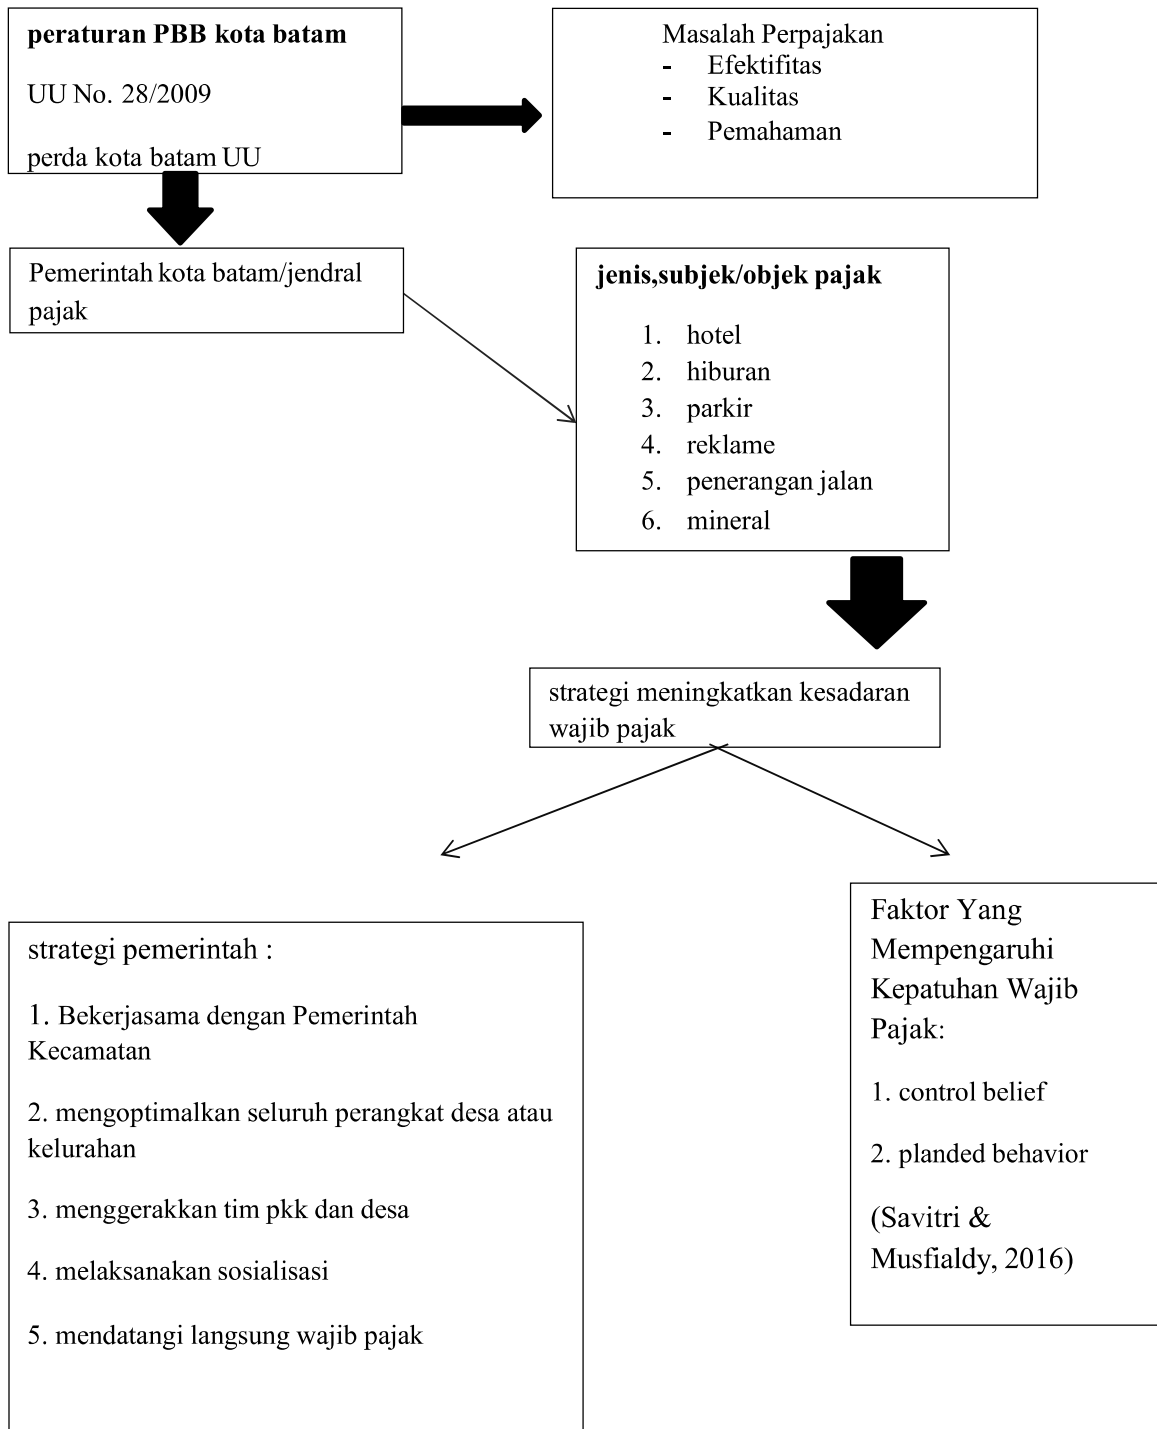 peraturan PBB kota batam
UU No. 28/2009
perda kota batam UU
Masalah Perpajakan
- Efektifitas
- Kualitas
- Pemahaman
Pemerintah kota batam/jendral
pajak
jenis,subjek/objek pajak
1. hotel
2. hiburan
3. parkir
4. reklame
5. penerangan jalan
6. mineral
strategi meningkatkan kesadaran
wajib pajak
strategi pemerintah :
1. Bekerjasama dengan Pemerintah
Kecamatan
2. mengoptimalkan seluruh perangkat desa atau
kelurahan
3. menggerakkan tim pkk dan desa
4. melaksanakan sosialisasi
5. mendatangi langsung wajib pajak
Faktor Yang
Mempengaruhi
Kepatuhan Wajib
Pajak:
1. control belief
2. planded behavior
(Savitri &
Musfialdy, 2016)